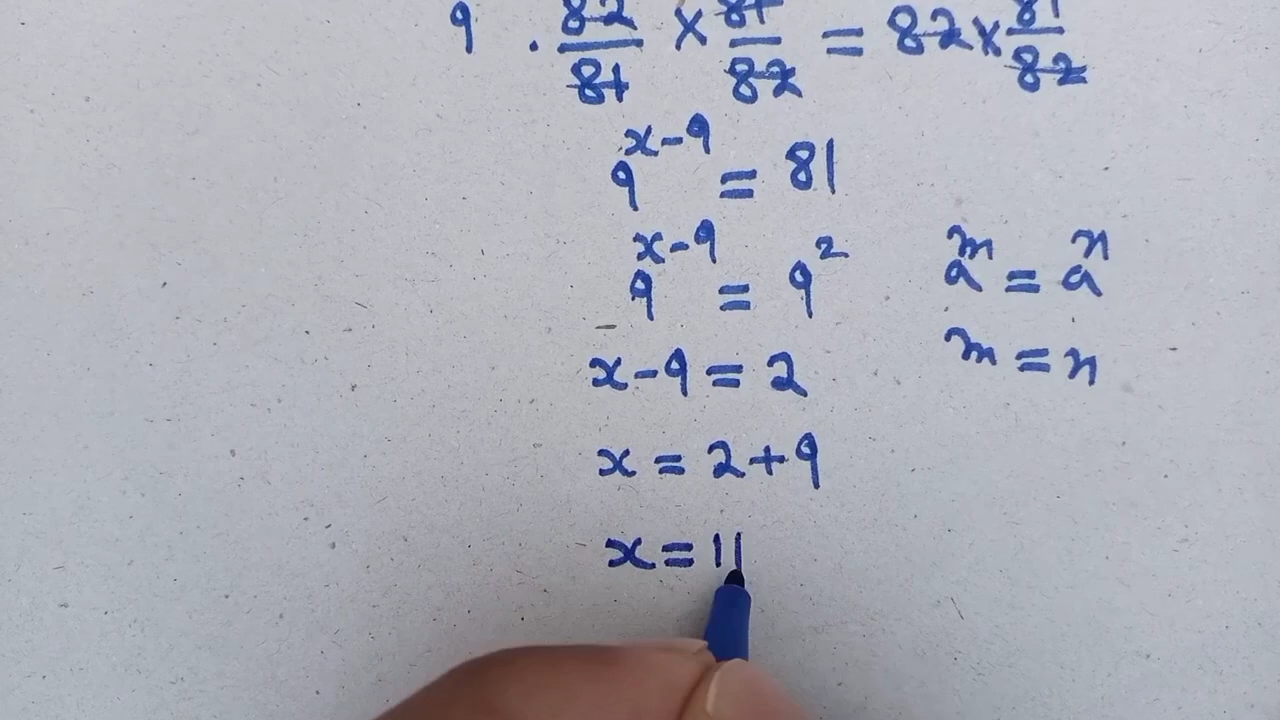 9 . 82/81 × 81/82 = 82 × 81/82
9^(x-9) = 81
9^(x-9) = 9^2
a^m = a^n
x-9 = 2
m = n
x = 2+9
x = 11